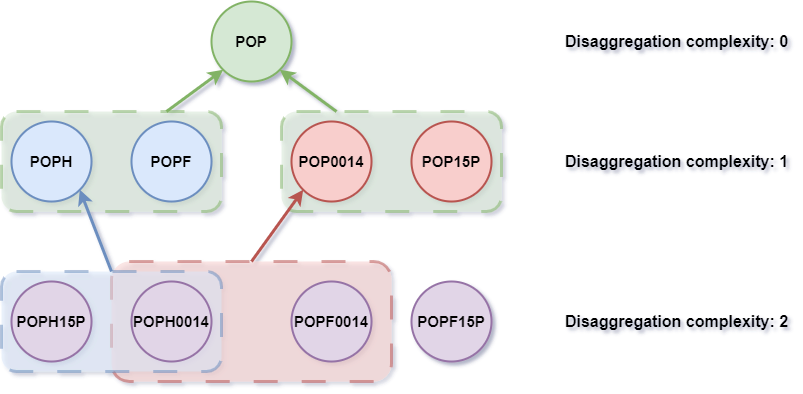 POP
Disaggregation complexity: 0
POPH
POPF
POP0014
POP15P
Disaggregation complexity: 1
POPH15P
POPH0014
POPF0014
POPF15P
Disaggregation complexity: 2